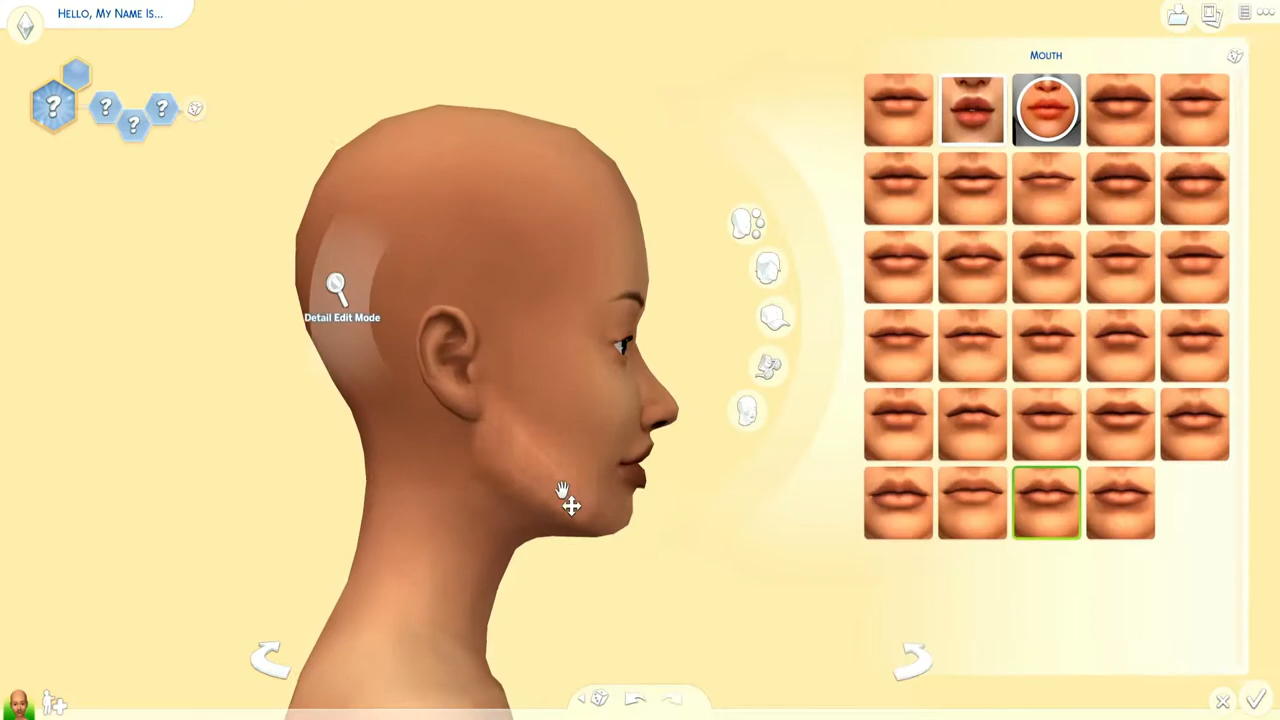 Hello, My Name Is...
Mouth
?
? ? ?
Detail Edit Mode